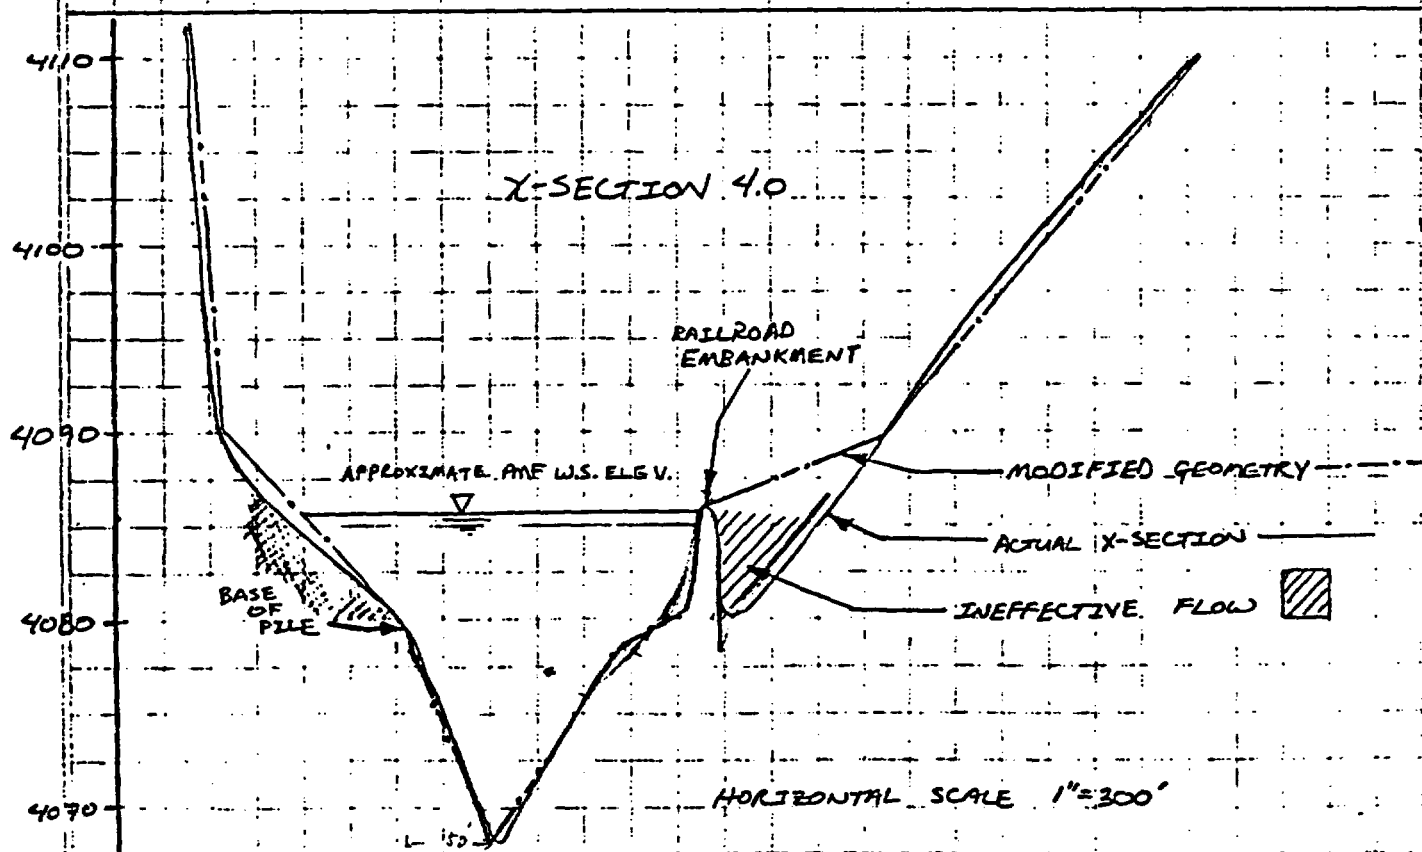 4110
X-SECTION 4.0
4100
RAILROAD
EMBANKMENT
4090
APPROXIMATE PMF W.S. ELEV.
MODIFIED GEOMETRY
ACTUAL X-SECTION
BASE
OF
PILE
INEFFECTIVE FLOW
4080
4070
HORIZONTAL SCALE 1"=300'
50'